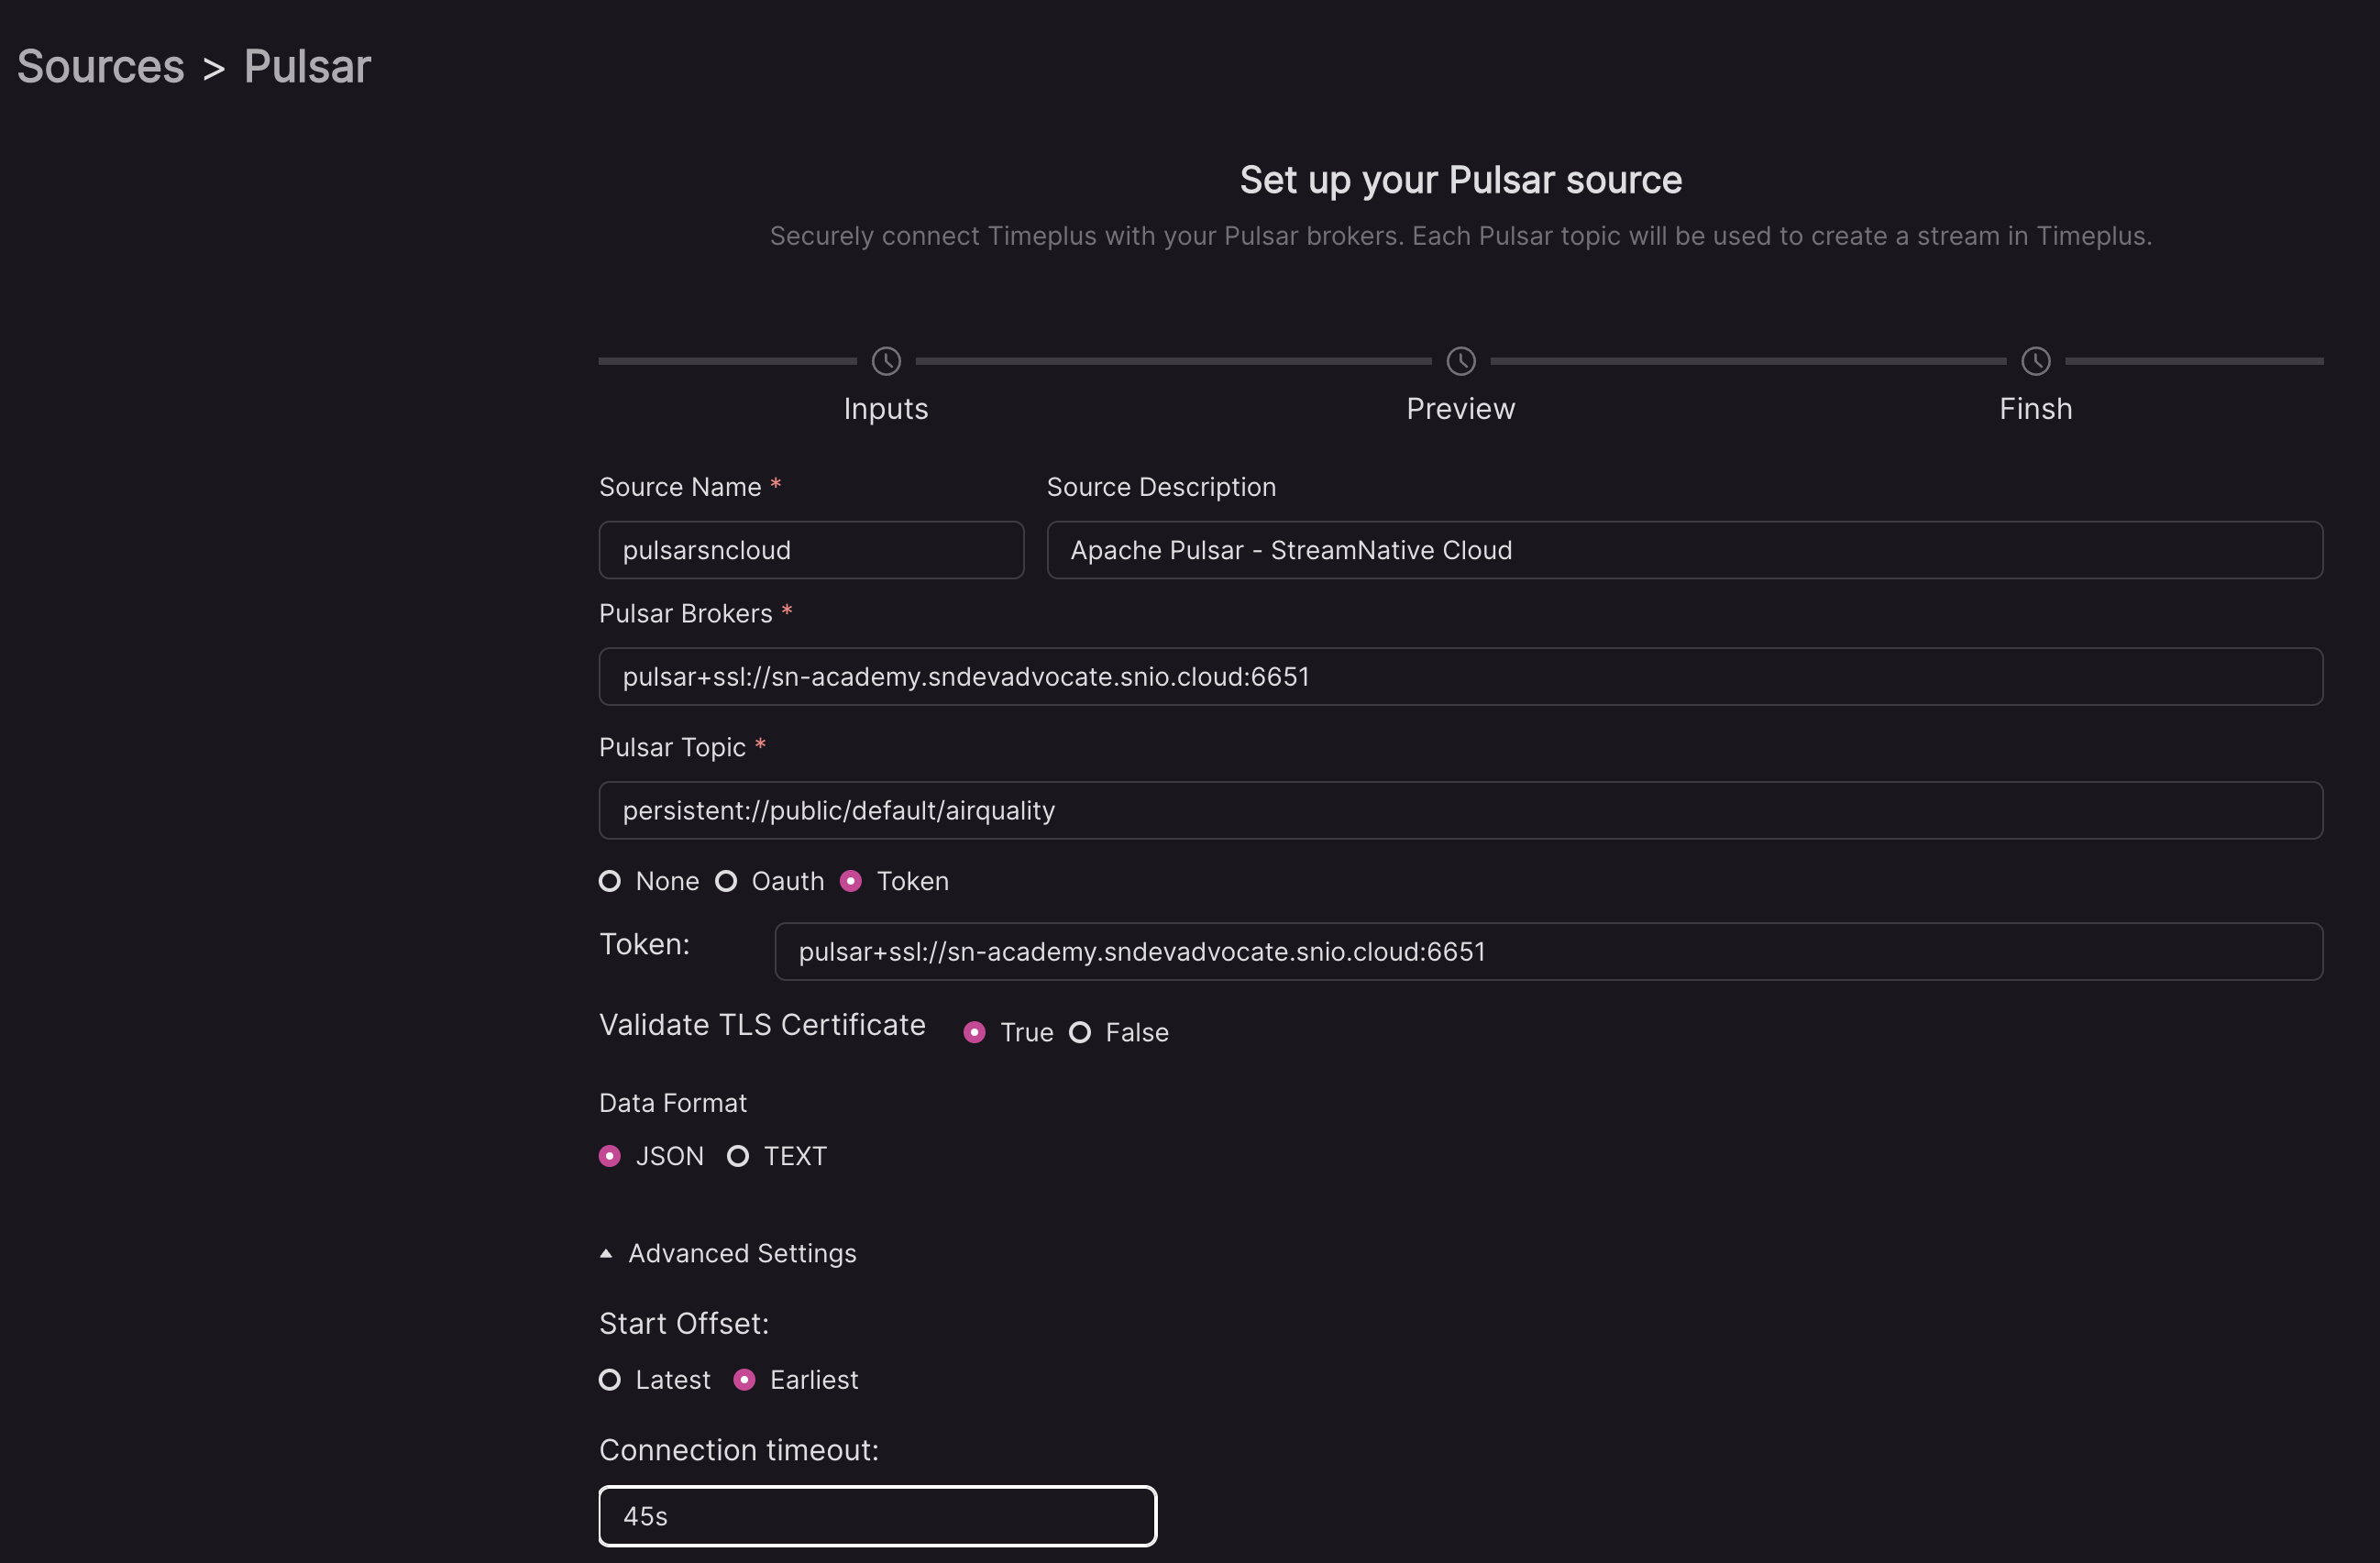 Sources > Pulsar
Set up your Pulsar source
Securely connect Timeplus with your Pulsar brokers. Each Pulsar topic will be used to create a stream in Timeplus.
Inputs Preview Finsh
Source Name * Source Description
pulsarsncloud Apache Pulsar - StreamNative Cloud
Pulsar Brokers *
pulsar+ssl://sn-academy.sndevadvocate.snio.cloud:6651
Pulsar Topic *
persistent://public/default/airquality
None Oauth Token
Token: pulsar+ssl://sn-academy.sndevadvocate.snio.cloud:6651
Validate TLS Certificate True False
Data Format
JSON TEXT
Advanced Settings
Start Offset:
Latest Earliest
Connection timeout:
45s